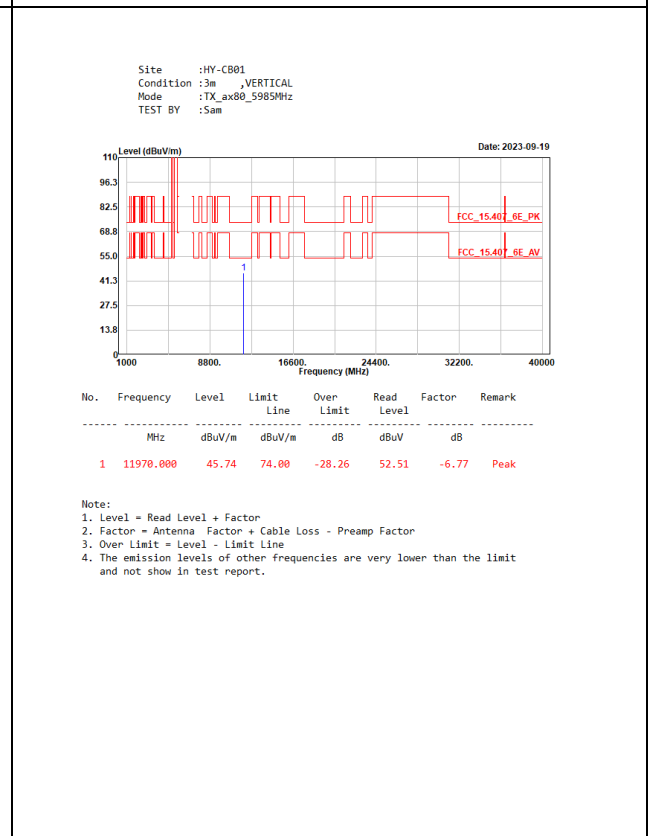 Site      :HY-CB01
Condition :3m    ,VERTICAL
Mode      :TX_ax80_5985MHz
TEST BY   :Sam
Level (dBuV/m)    Date: 2023-09-19
110
96.3
82.5
FCC_15.407_6E_PK
68.8
FCC_15.407_6E_AV
55.0
1
41.3
27.5
13.8
0
1000    8800.    16600.    24400.    32200.    40000
Frequency (MHz)
No.   Frequency   Level   Limit   Over   Read   Factor   Remark
Line   Limit   Level
------ ----------- -------- --------- --------- --------- -------- ---------
MHz   dBuV/m   dBuV/m   dB   dBuV   dB
1   11970.000   45.74   74.00   -28.26   52.51   -6.77   Peak
Note:
1. Level = Read Level + Factor
2. Factor = Antenna  Factor + Cable Loss - Preamp Factor
3. Over Limit = Level - Limit Line
4. The emission levels of other frequencies are very lower than the limit
and not show in test report.